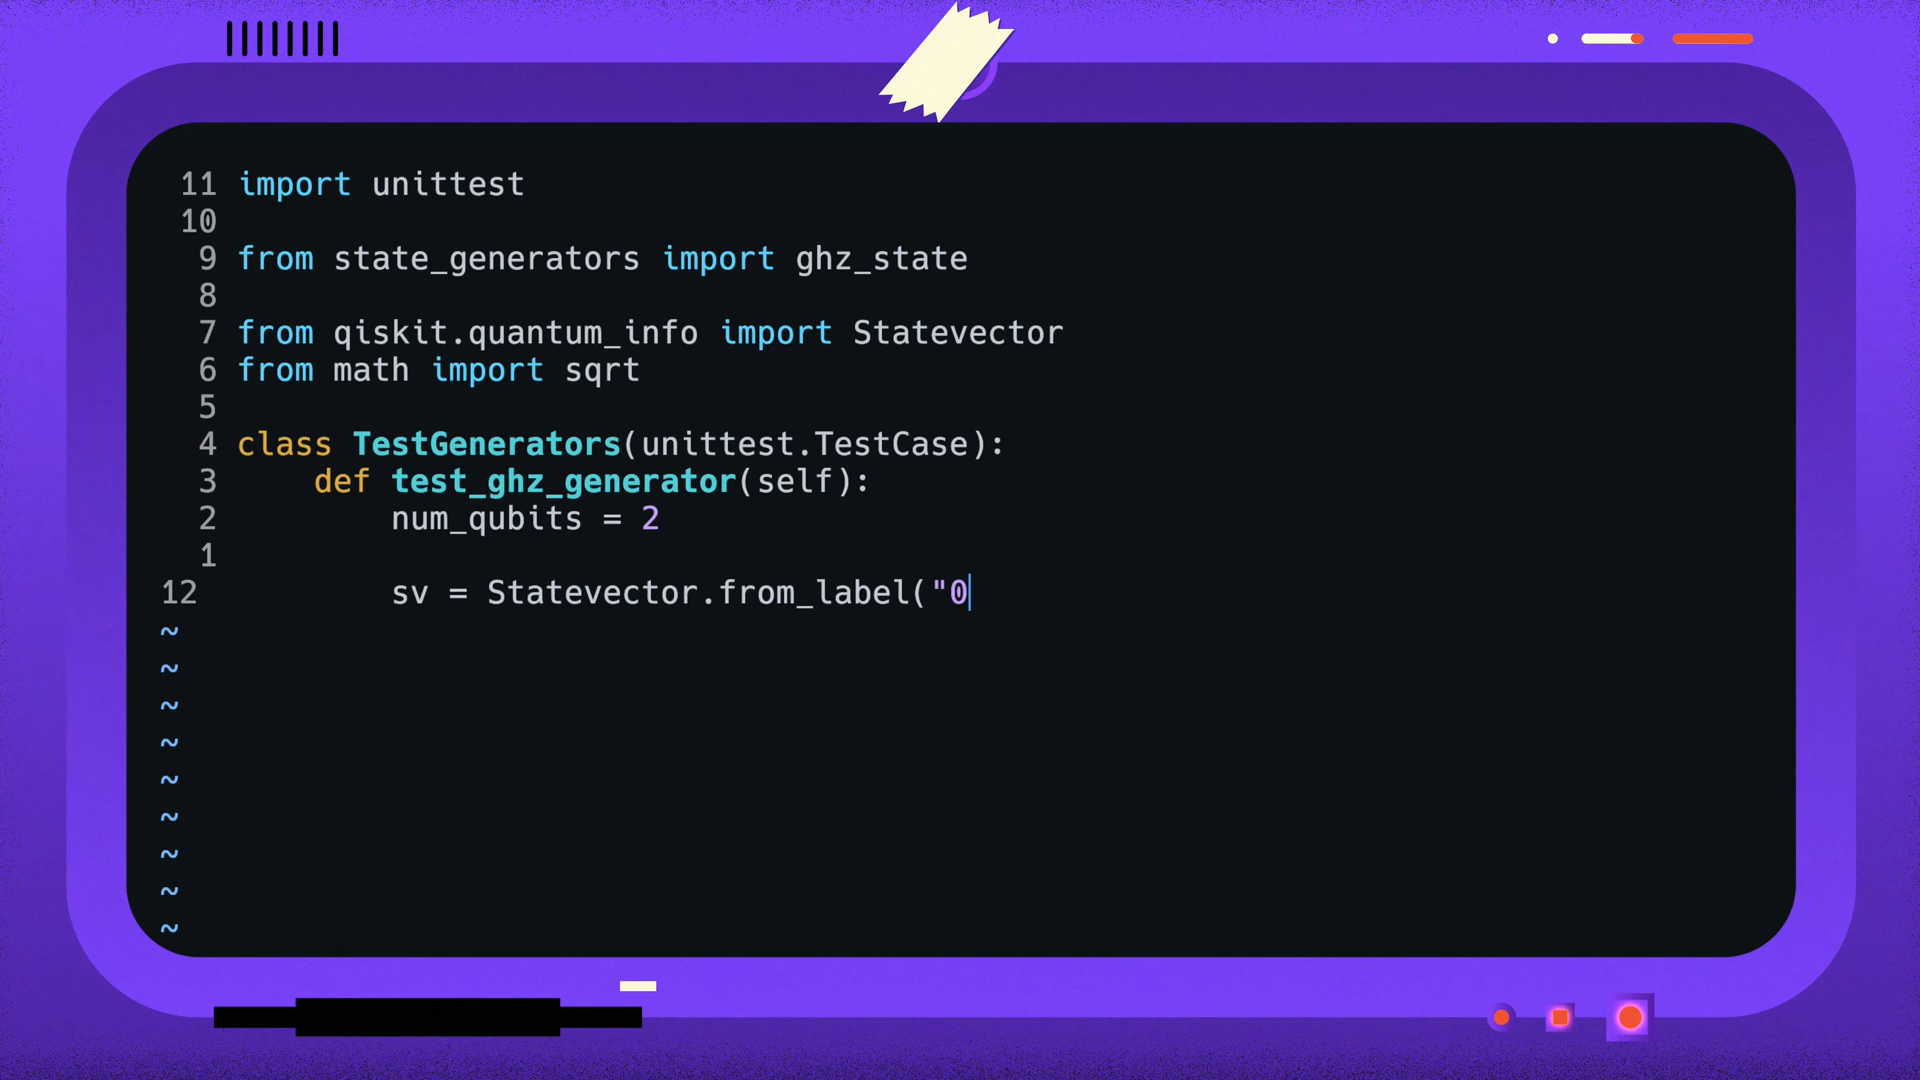 11 import unittest
10
9 from state_generators import ghz_state
8
7 from qiskit.quantum_info import Statevector
6 from math import sqrt
5
4 class TestGenerators(unittest.TestCase):
3     def test_ghz_generator(self):
2         num_qubits = 2
1
12         sv = Statevector.from_label("0
~
~
~
~
~
~
~
~
~